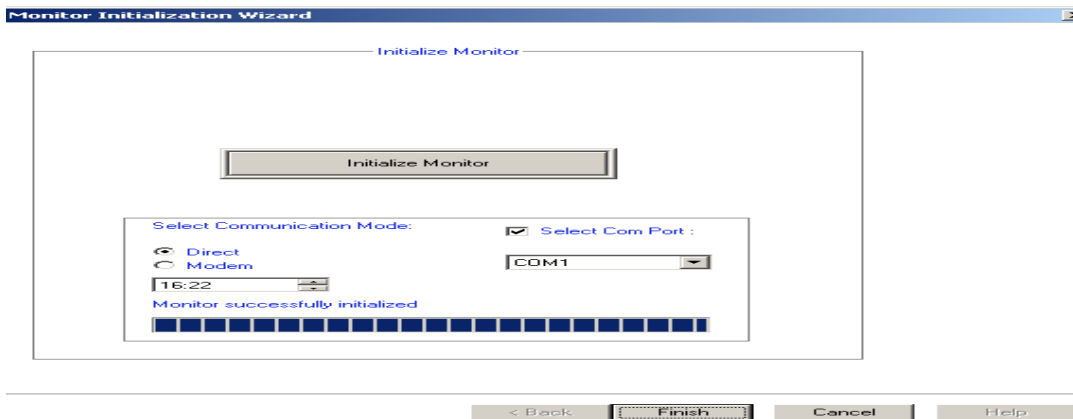 Monitor Initialization Wizard
Initialize Monitor
Initialize Monitor
Select Communication Mode:
Select Com Port :
Direct
Modem
COM1
16:22
Monitor successfully initialized
< Back
Finish
Cancel
Help